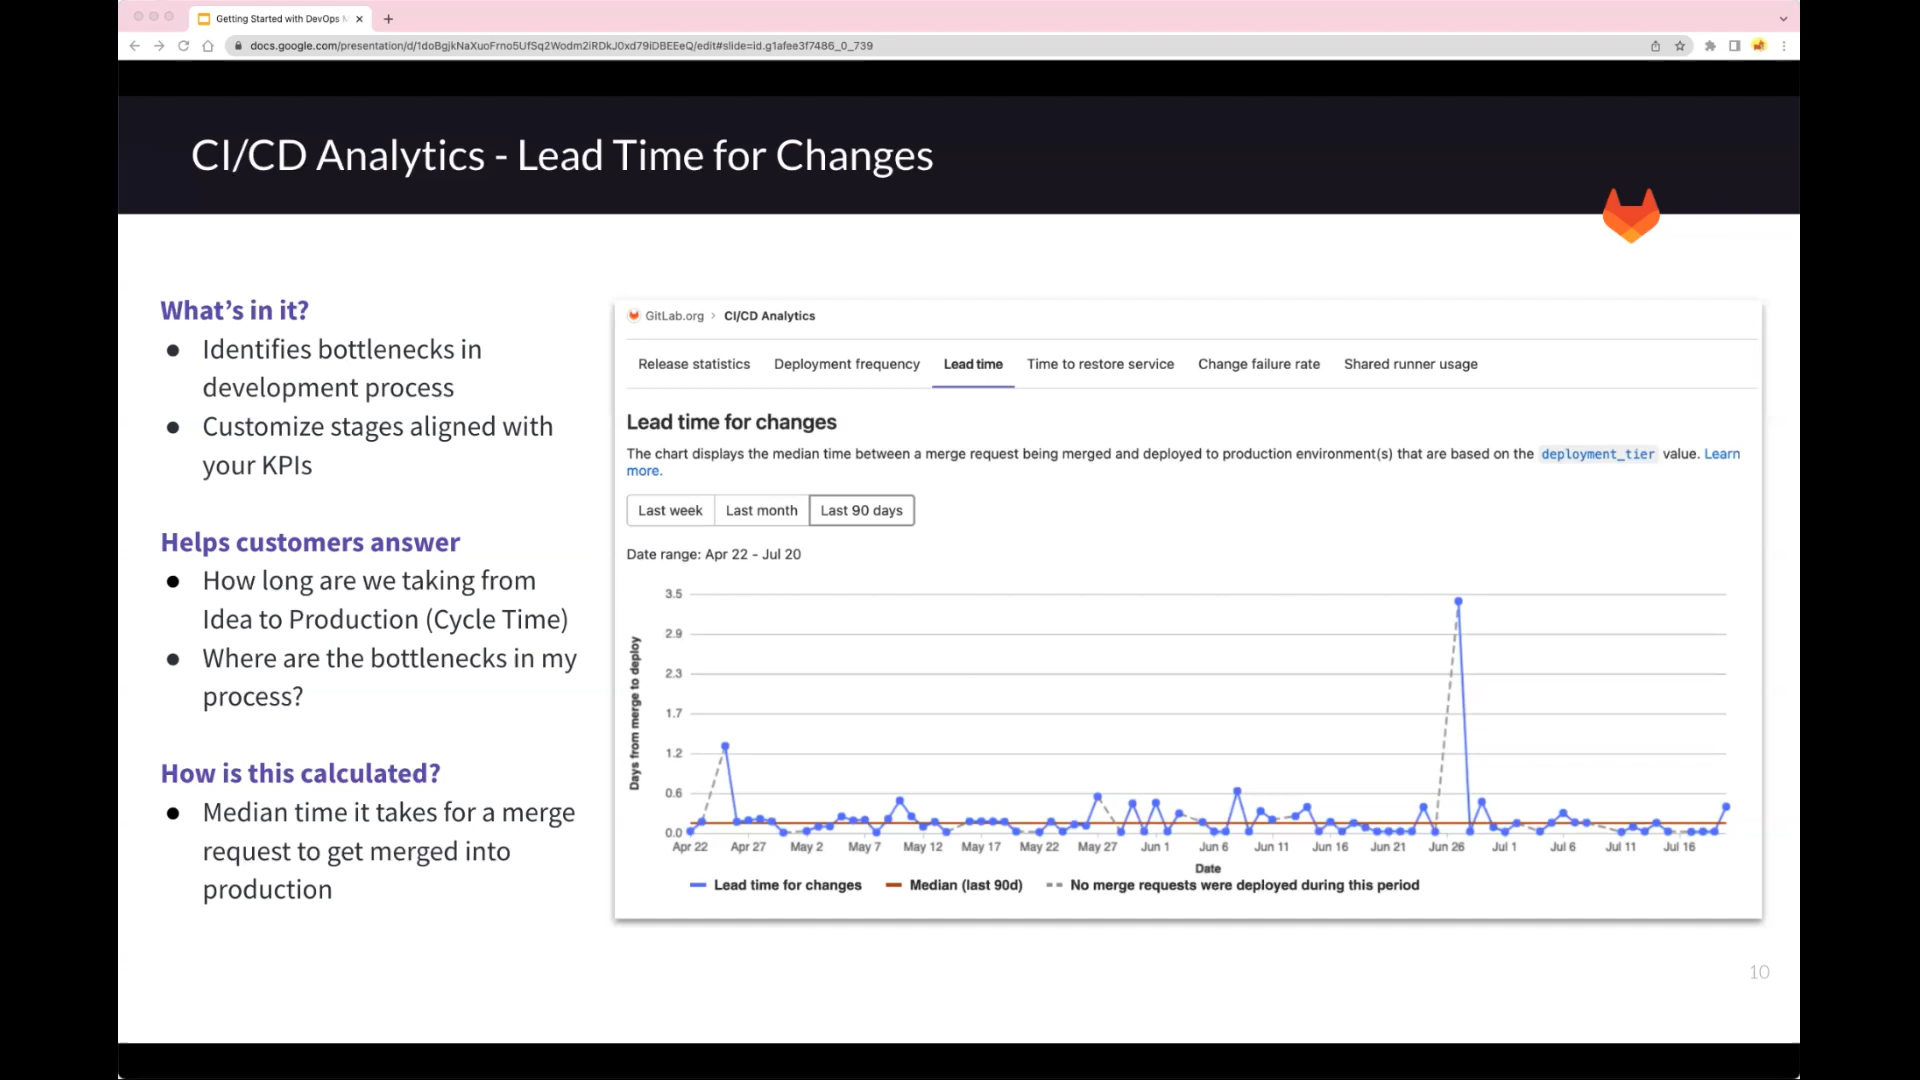 Getting Started with DevOps M
docs.google.com/presentation/d/1doBgjkNaXuoFrno5UfSq2Wodm2iRDkJ0xd79iDBEEeQ/edit#slide=id.g1afee3f7486_0_739
CI/CD Analytics - Lead Time for Changes
What's in it?
● Identifies bottlenecks in
development process
● Customize stages aligned with
your KPIs
Helps customers answer
● How long are we taking from
Idea to Production (Cycle Time)
● Where are the bottlenecks in my
process?
How is this calculated?
● Median time it takes for a merge
request to get merged into
production
GitLab.org > CI/CD Analytics
Release statistics Deployment frequency Lead time Time to restore service Change failure rate Shared runner usage
Lead time for changes
The chart displays the median time between a merge request being merged and deployed to production environment(s) that are based on the deployment_tier value. Learn
more.
Last week Last month Last 90 days
Date range: Apr 22 - Jul 20
Days from merge to deploy
3.5
2.9
2.3
1.7
1.2
0.6
0.0
Apr 22 Apr 27 May 2 May 7 May 12 May 17 May 22 May 27 Jun 1 Jun 6 Jun 11 Jun 16 Jun 21 Jun 26 Jul 1 Jul 6 Jul 11 Jul 16
Date
Lead time for changes Median (last 90d) No merge requests were deployed during this period
10